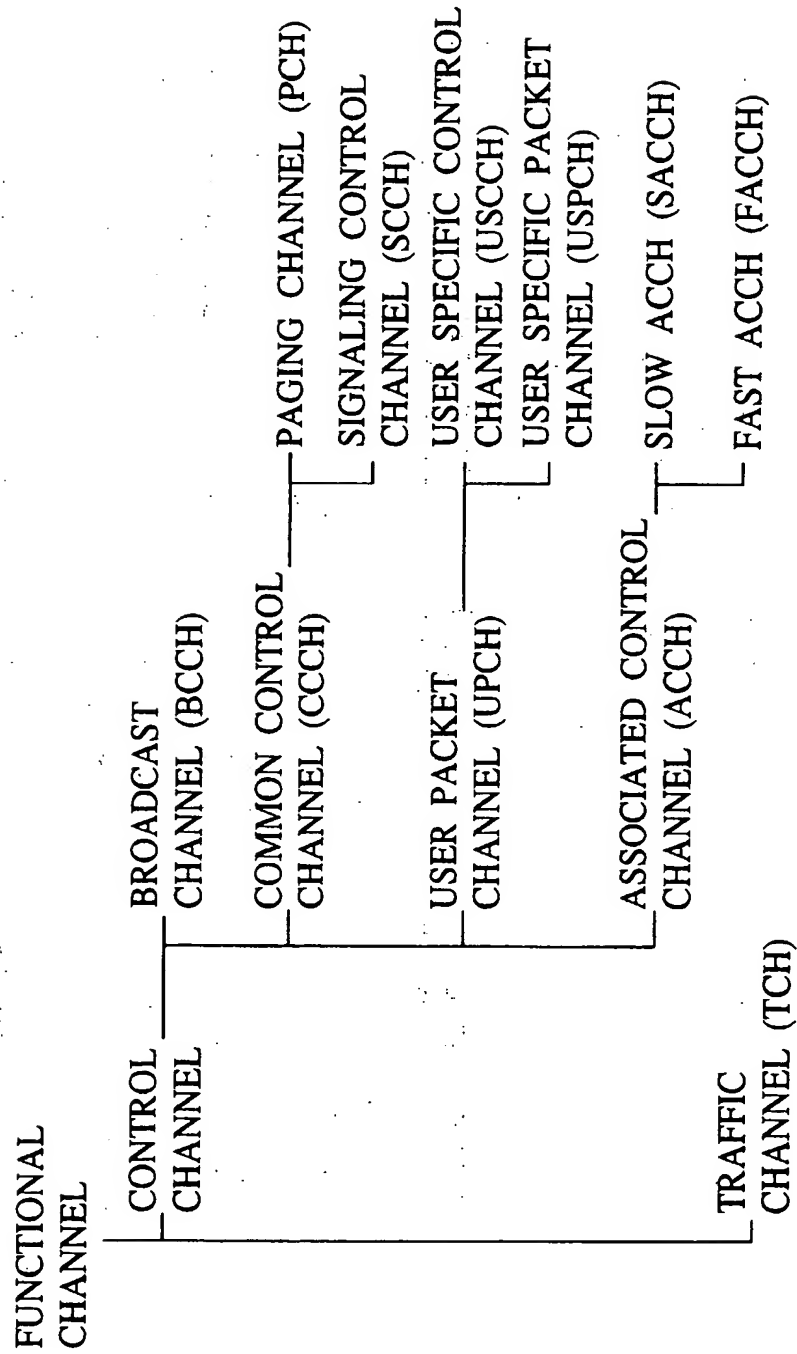 FUNCTIONAL
CHANNEL
CONTROL
CHANNEL
BROADCAST
CHANNEL (BCCH)
COMMON CONTROL
CHANNEL (CCCH)
PAGING CHANNEL (PCH)
SIGNALING CONTROL
CHANNEL (SCCH)
USER PACKET
CHANNEL (UPCH)
USER SPECIFIC CONTROL
CHANNEL (USCCH)
USER SPECIFIC PACKET
CHANNEL (USPCH)
ASSOCIATED CONTROL
CHANNEL (ACCH)
SLOW ACCH (SACCH)
FAST ACCH (FACCH)
TRAFFIC
CHANNEL (TCH)